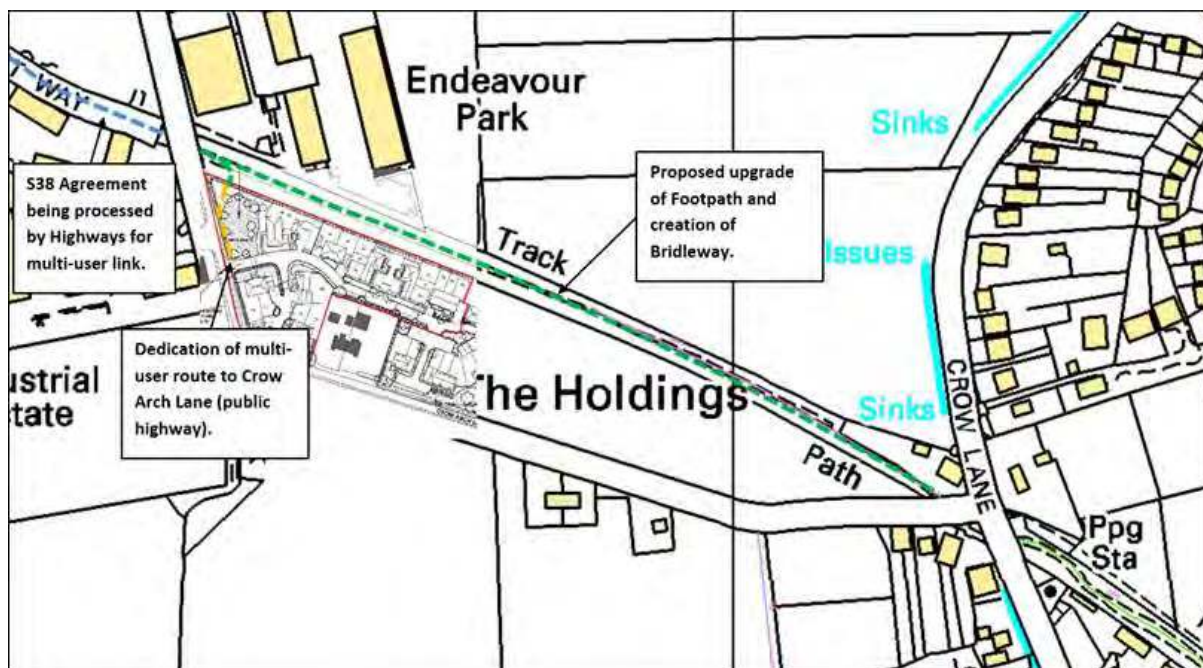 WAY
Endeavour
Park
Sinks
S38 Agreement
being processed
by Highways for
multi-user link.
Proposed upgrade
of Footpath and
creation of
Bridleway.
Track
Issues
Dedication of multi-
user route to Crow
Arch Lane (public
highway).
ustrial
state
he Holdings
Sinks
CROW LANE
Path
Ppg
Sta